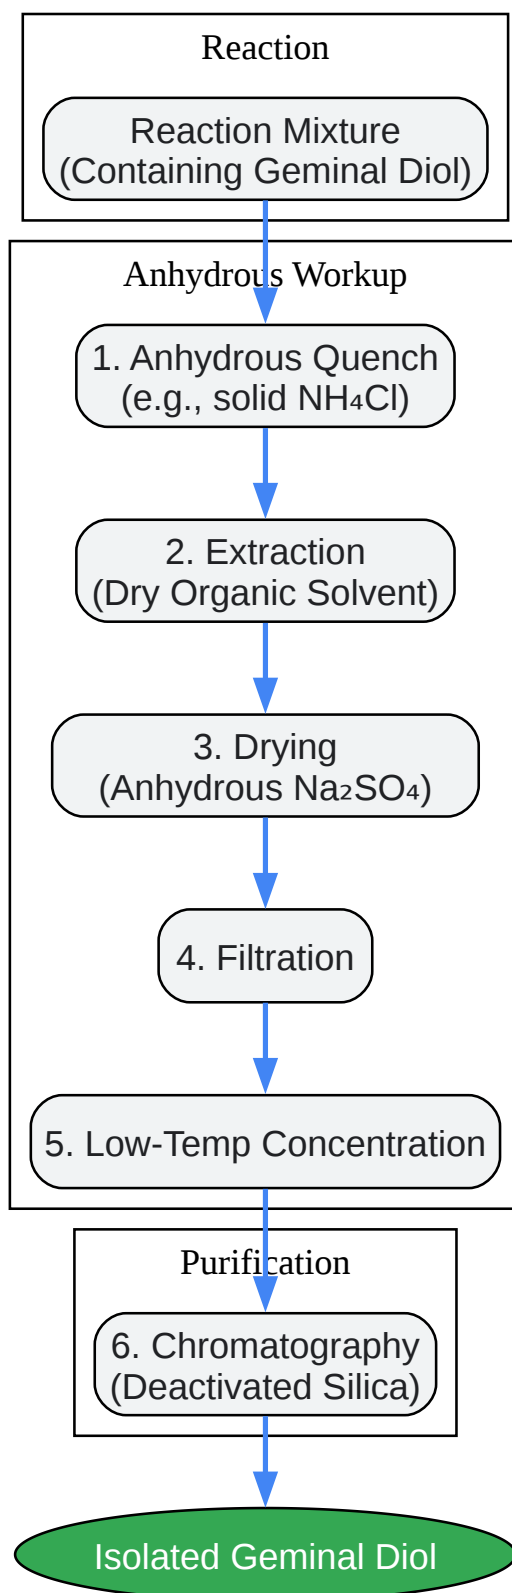 Reaction
Reaction Mixture
(Containing Geminal Diol)
Anhydrous Workup
1. Anhydrous Quench
(e.g., solid NH₄Cl)
2. Extraction
(Dry Organic Solvent)
3. Drying
(Anhydrous Na₂SO₄)
4. Filtration
5. Low-Temp Concentration
Purification
6. Chromatography
(Deactivated Silica)
Isolated Geminal Diol